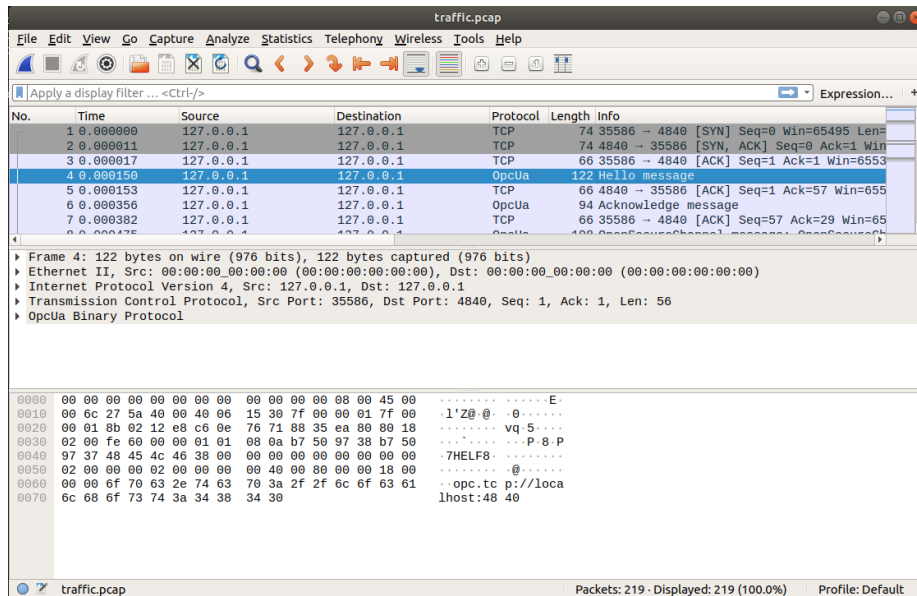 traffic.pcap
File Edit View Go Capture Analyze Statistics Telephony Wireless Tools Help
Apply a display filter … <Ctrl-/> Expression… +
No. Time Source Destination Protocol Length Info
1 0.000000 127.0.0.1 127.0.0.1 TCP 74 35586 → 4840 [SYN] Seq=0 Win=65495 Len=
2 0.000011 127.0.0.1 127.0.0.1 TCP 74 4840 → 35586 [SYN, ACK] Seq=0 Ack=1 Win
3 0.000017 127.0.0.1 127.0.0.1 TCP 66 35586 → 4840 [ACK] Seq=1 Ack=1 Win=6553
4 0.000150 127.0.0.1 127.0.0.1 OpcUa 122 Hello message
5 0.000153 127.0.0.1 127.0.0.1 TCP 66 4840 → 35586 [ACK] Seq=1 Ack=57 Win=655
6 0.000356 127.0.0.1 127.0.0.1 OpcUa 94 Acknowledge message
7 0.000382 127.0.0.1 127.0.0.1 TCP 66 35586 → 4840 [ACK] Seq=57 Ack=29 Win=65
Frame 4: 122 bytes on wire (976 bits), 122 bytes captured (976 bits)
Ethernet II, Src: 00:00:00_00:00:00 (00:00:00:00:00:00), Dst: 00:00:00_00:00:00 (00:00:00:00:00:00)
Internet Protocol Version 4, Src: 127.0.0.1, Dst: 127.0.0.1
Transmission Control Protocol, Src Port: 35586, Dst Port: 4840, Seq: 1, Ack: 1, Len: 56
OpcUa Binary Protocol
0000 00 00 00 00 00 00 00 00 00 00 00 00 08 00 45 00 ········ ······E·
0010 00 6c 27 5a 40 00 40 06 15 30 7f 00 00 01 7f 00 ·l'Z@·@· ·0······
0020 00 01 8b 02 12 e8 c6 0e 76 71 88 35 ea 80 80 18 ········ vq·5····
0030 02 00 fe 60 00 00 01 01 08 0a b7 50 97 38 b7 50 ···`···· ···P·8·P
0040 97 37 48 45 4c 46 38 00 00 00 00 00 00 00 00 00 ·7HELF8· ········
0050 02 00 00 00 02 00 00 00 00 40 00 80 00 00 18 00 ········ ·@······
0060 00 00 6f 70 63 2e 74 63 70 3a 2f 2f 6c 6f 63 61 ··opc.tc p://loca
0070 6c 68 6f 73 74 3a 34 38 34 30 lhost:48 40
traffic.pcap Packets: 219 · Displayed: 219 (100.0%) Profile: Default